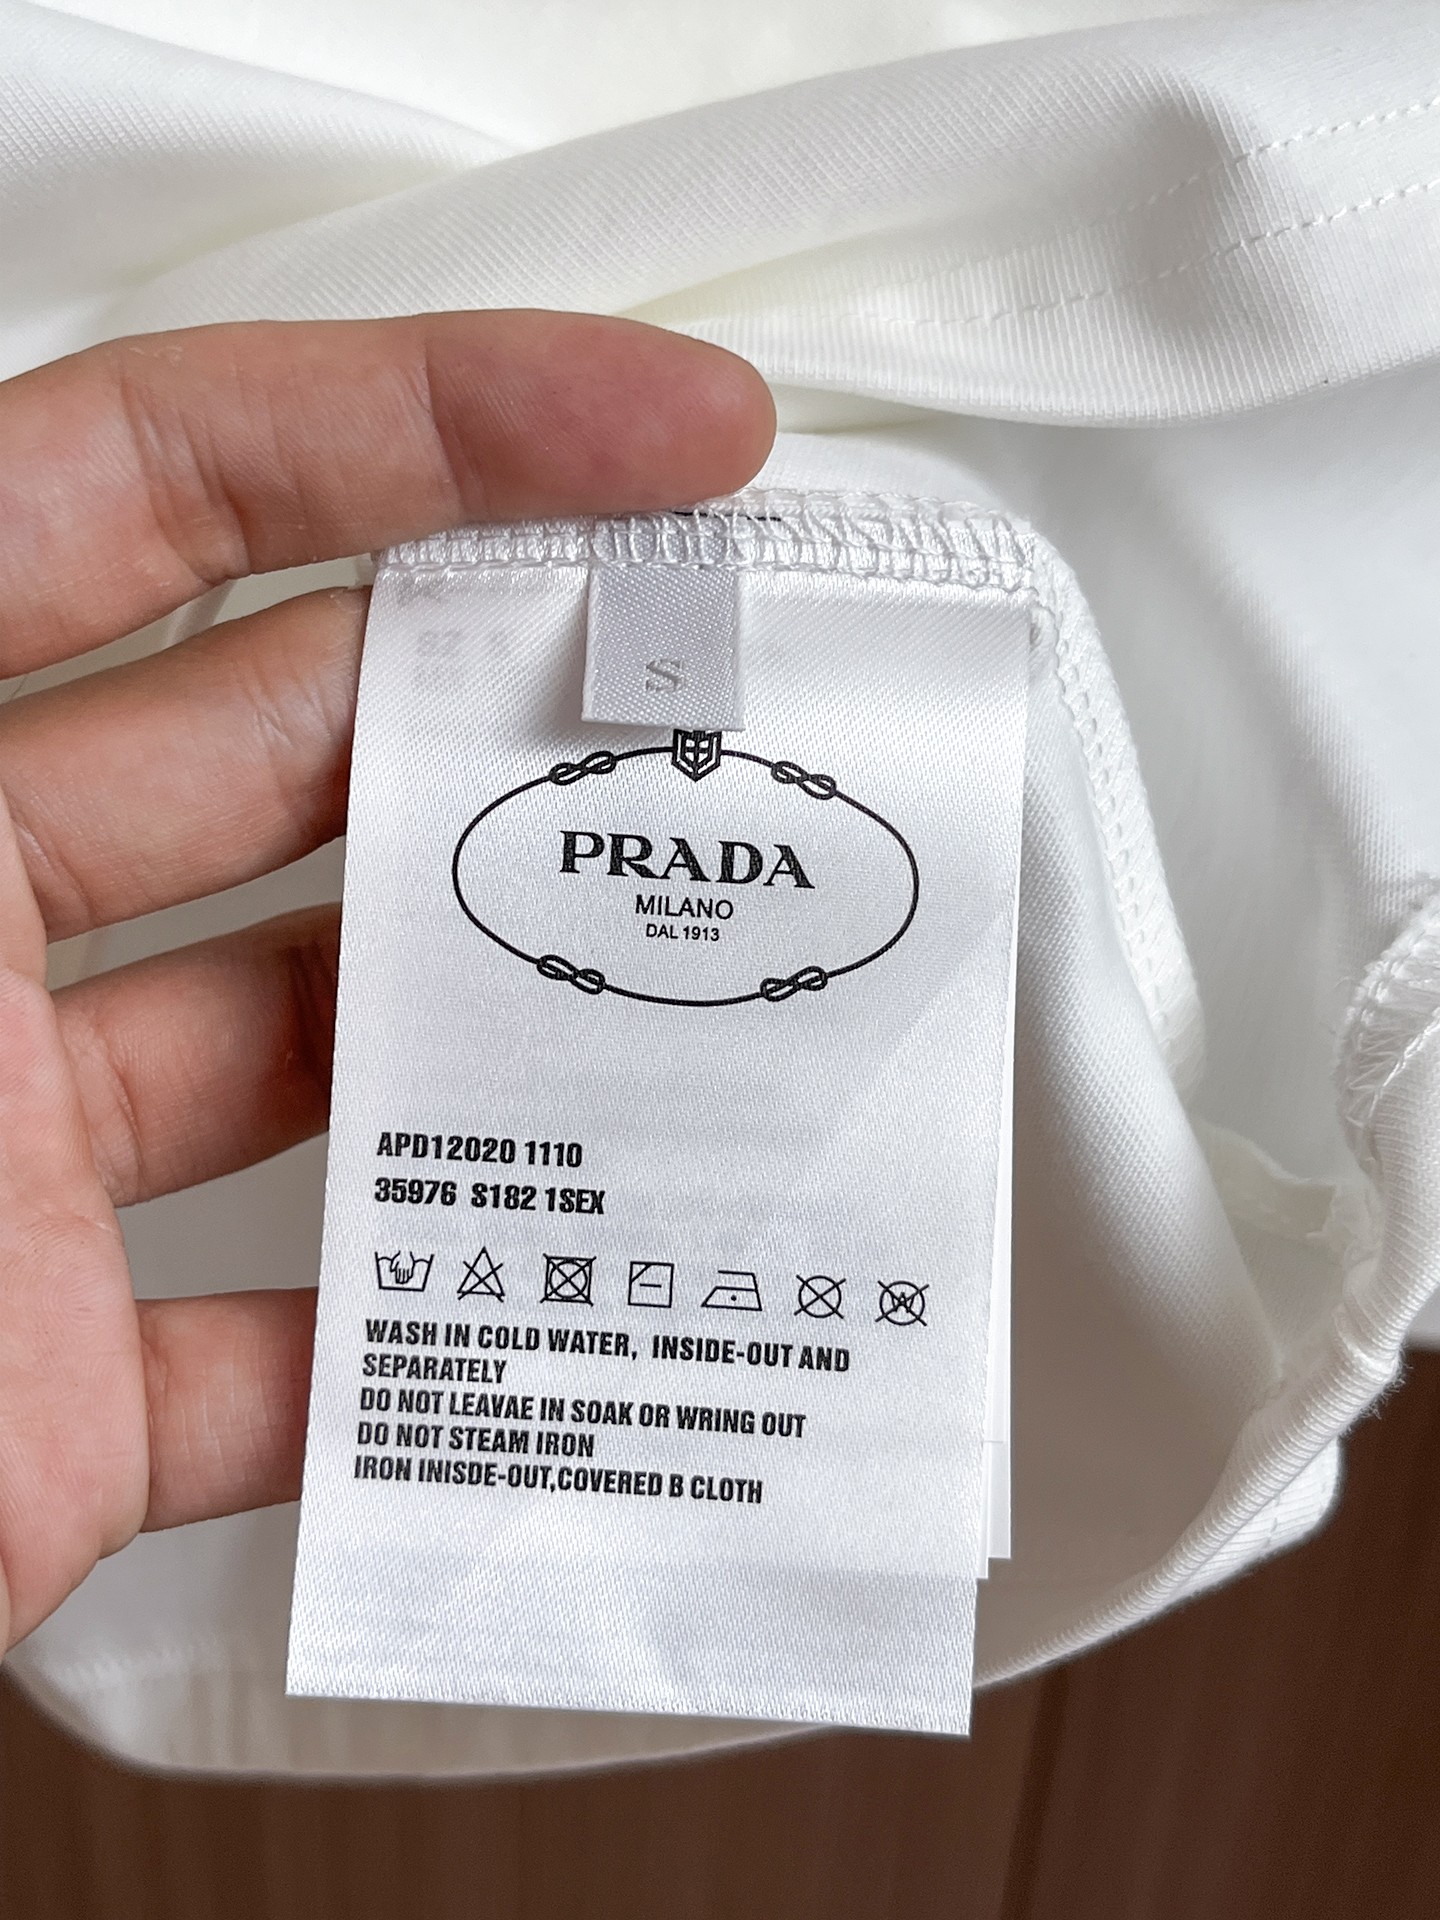 S
PRADA
MILANO
DAL 1913
APD12020 1110
35976 S182 1SEX
W
WASH IN COLD WATER, INSIDE-OUT AND
SEPARATELY
DO NOT LEAVAE IN SOAK OR WRING OUT
DO NOT STEAM IRON
IRON INISDE-OUT,COVERED B CLOTH